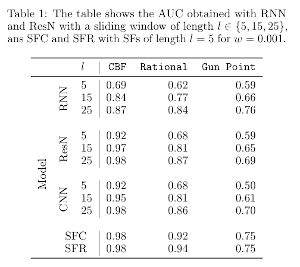 Table 1: The table shows the AUC obtained with RNN
and ResN with a sliding window of length l ∈ {5, 15, 25},
ans SFC and SFR with SFs of length l = 5 for w = 0.001.
l CBF Rational Gun Point
Model
RNN
5 0.69 0.62 0.59
15 0.84 0.77 0.66
25 0.87 0.84 0.76
ResN
5 0.92 0.68 0.59
15 0.97 0.81 0.65
25 0.98 0.87 0.69
CNN
5 0.92 0.68 0.50
15 0.95 0.81 0.61
25 0.98 0.86 0.70
SFC 0.98 0.92 0.75
SFR 0.98 0.94 0.75